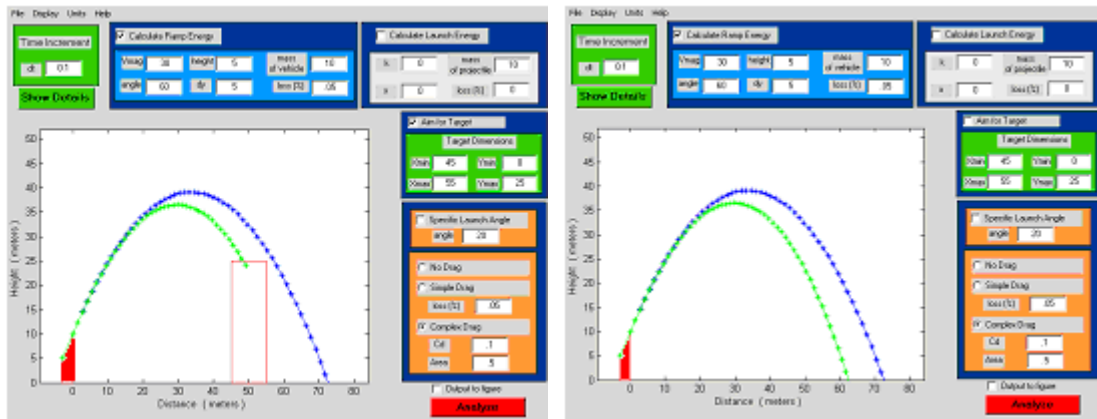 File Display Units Help
Time Increment
dt 0.1
Show Details
Calculate Ramp Energy
Vmag 30 height 5 mass of vehicle 10
angle 60 dy 5 loss (%) .05
Calculate Launch Energy
k 0 mass of projectile 10
x 0 loss (%) 0
Aim for Target
Target Dimensions
Xmin 45 Ymin 0
Xmax 55 Ymax 25
Specific Launch Angle
angle 20
No Drag
Simple Drag
loss (%) .05
Complex Drag
Cd .1
Area .5
Output to figure
Analyze
50
45
40
35
30
25
20
15
10
5
0
Height ( meters )
0 10 20 30 40 50 60 70 80
Distance ( meters )
File Display Units Help
Time Increment
dt 0.1
Show Details
Calculate Ramp Energy
Vmag 30 height 5 mass of vehicle 10
angle 60 dy 5 loss (%) .05
Calculate Launch Energy
k 0 mass of projectile 10
x 0 loss (%) 0
Aim for Target
Target Dimensions
Xmin 45 Ymin 0
Xmax 55 Ymax 25
Specific Launch Angle
angle 20
No Drag
Simple Drag
loss (%) .05
Complex Drag
Cd .1
Area .5
Output to figure
Analyze
50
45
40
35
30
25
20
15
10
5
0
Height ( meters )
0 10 20 30 40 50 60 70 80
Distance ( meters )